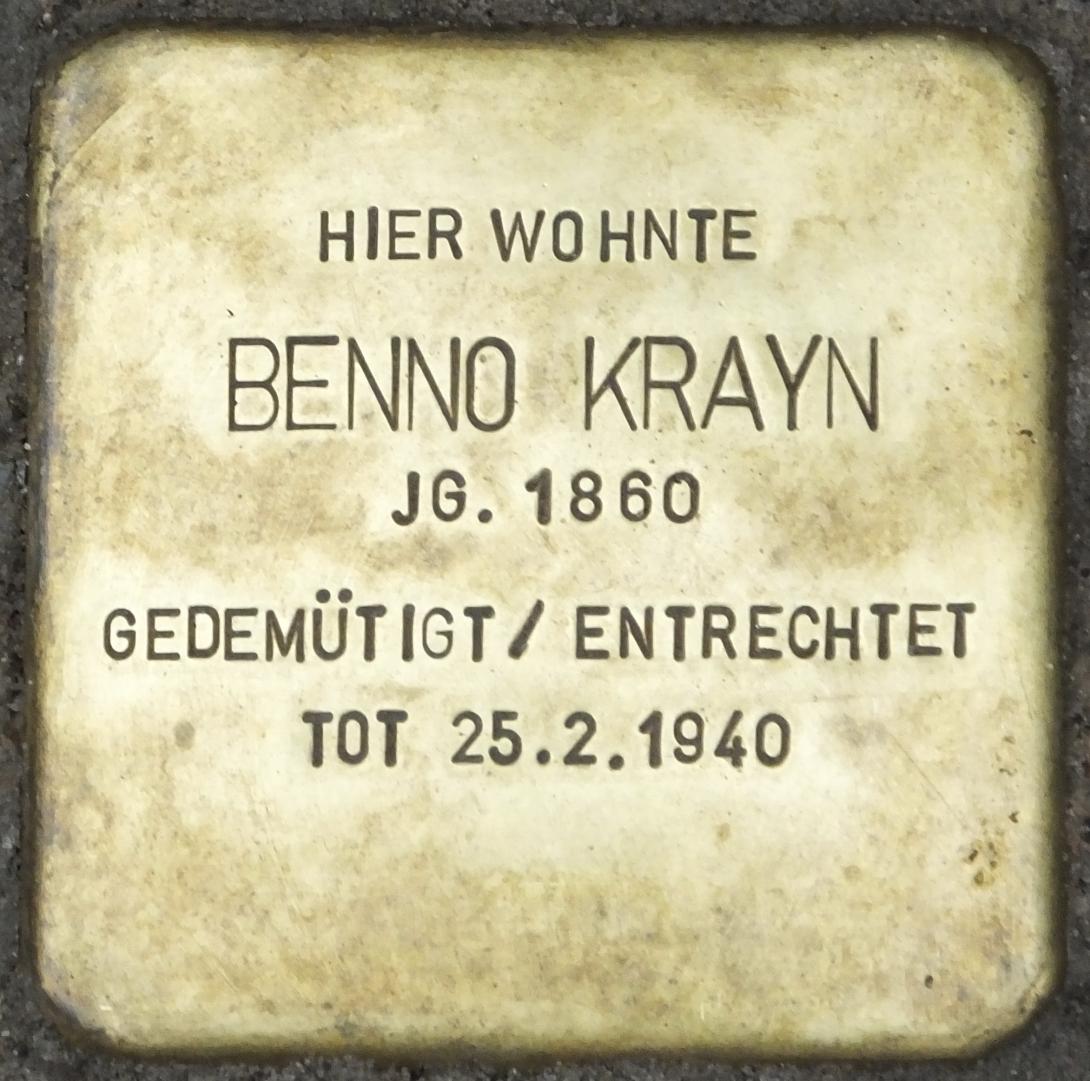 HIER WOHNTE
BENNO KRAYN
JG. 1860
GEDEMÜTIGT / ENTRECHTET
TOT 25.2.1940